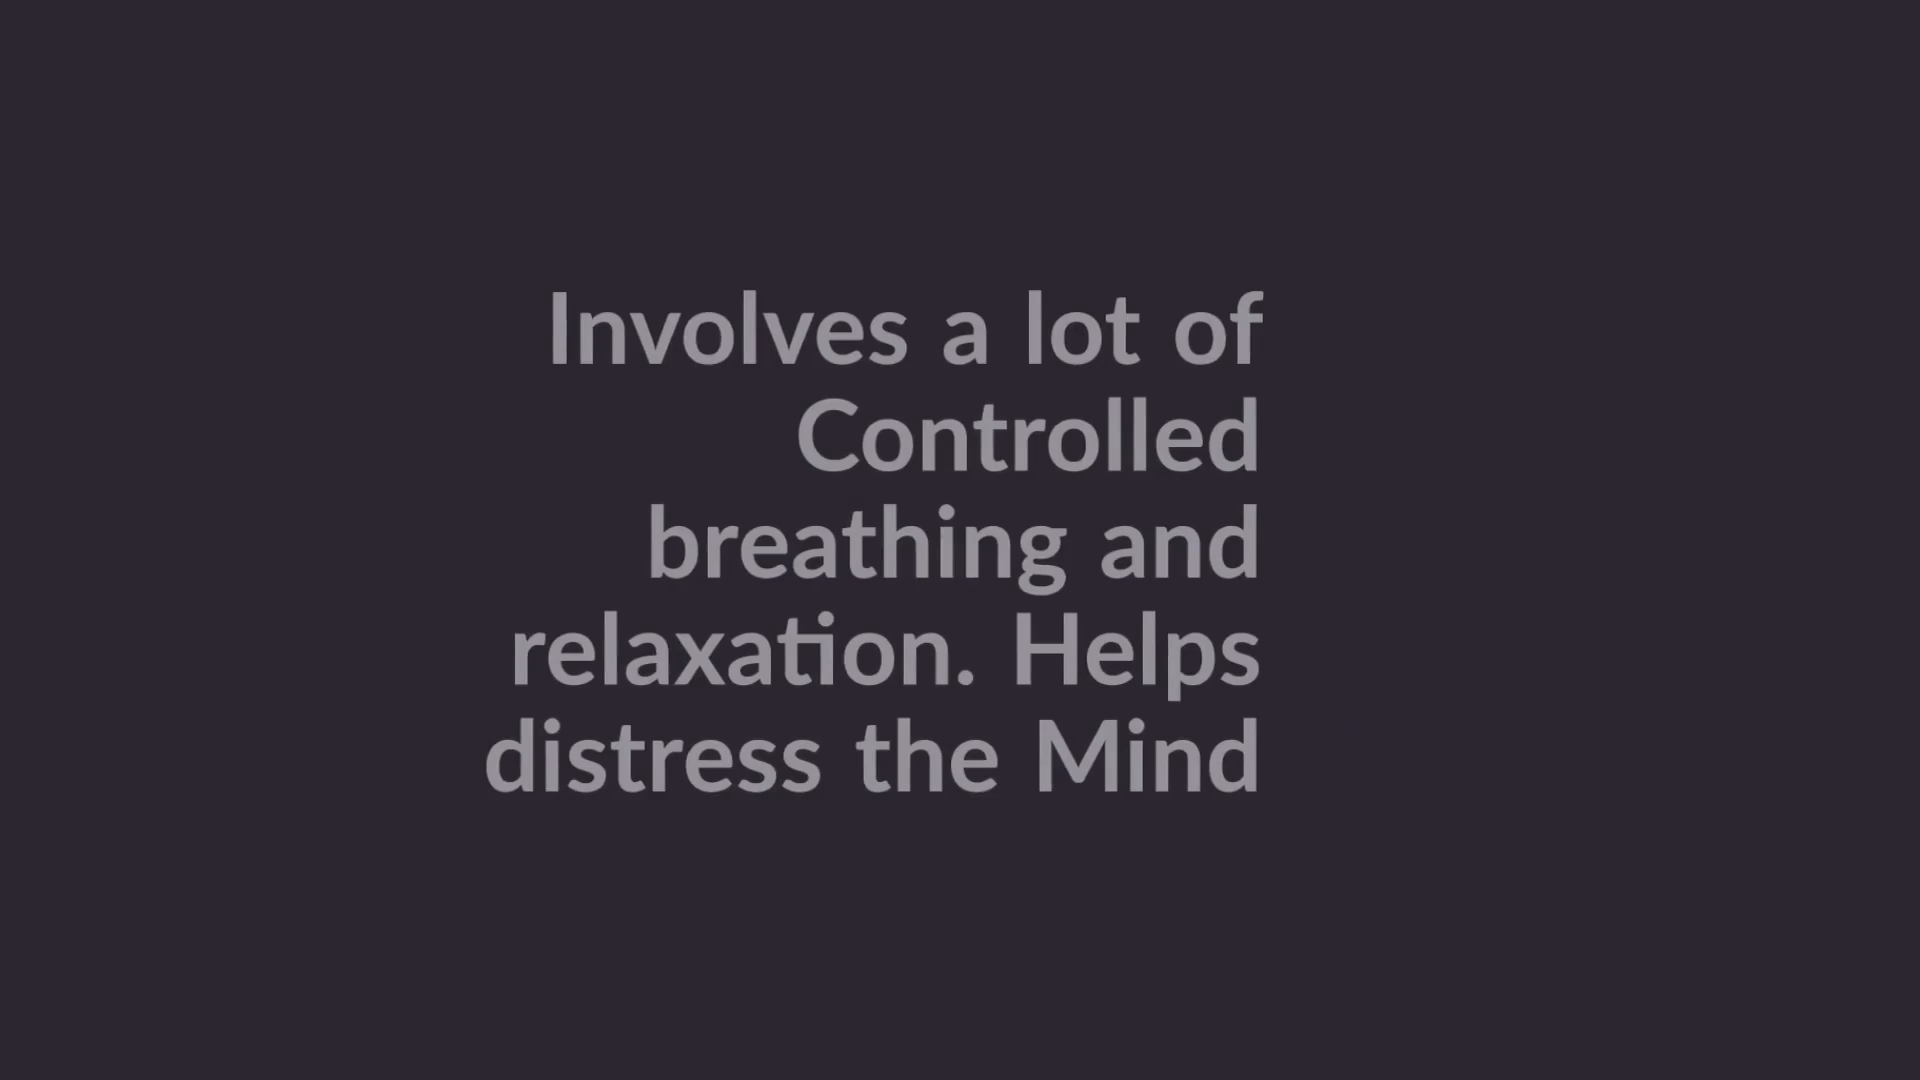 Involves a lot of
Controlled
breathing and
relaxation. Helps
distress the Mind